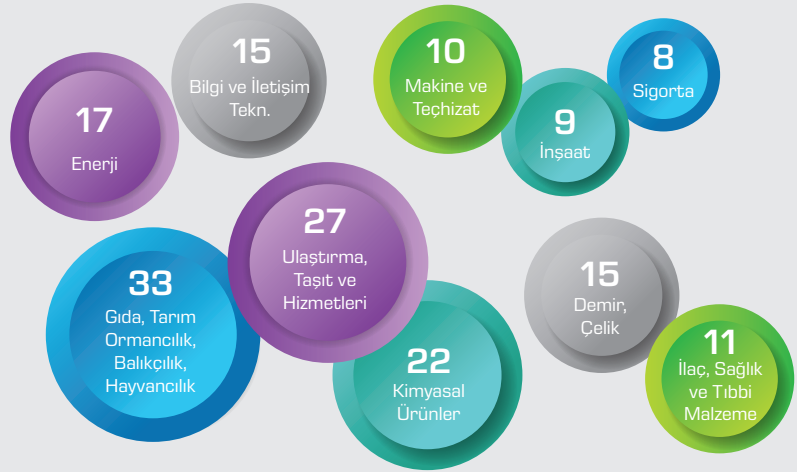 17
Enerji
15
Bilgi ve İletişim
Tekn.
10
Makine ve
Teçhizat
9
İnşaat
8
Sigorta
33
Gıda, Tarım
Ormancılık,
Balıkçılık,
Hayvancılık
27
Ulaştırma,
Taşıt ve
Hizmetleri
22
Kimyasal
Ürünler
15
Demir,
Çelik
11
İlaç, Sağlık
ve Tıbbi
Malzeme